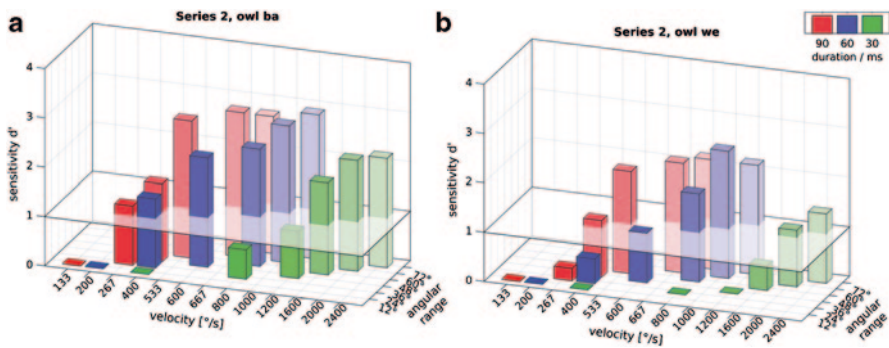 a
Series 2, owl ba
4
3
2
1
0
sensitivity d'
133
200
267
400
533
600
667
800
1000
1200
1600
2000
2400
velocity [°/s]
angular
range
b
Series 2, owl we
4
3
2
1
0
sensitivity d'
133
200
267
400
533
600
667
800
1000
1200
1600
2000
2400
velocity [°/s]
angular
range
90 60 30
duration / ms